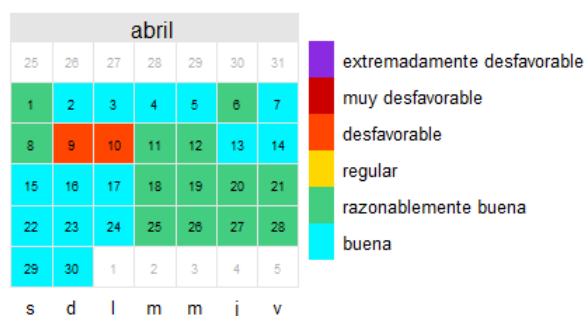 abril
25 26 27 28 29 30 31
1 2 3 4 5 6 7
8 9 10 11 12 13 14
15 16 17 18 19 20 21
22 23 24 25 26 27 28
29 30 1 2 3 4 5
s d l m m j v
extremadamente desfavorable
muy desfavorable
desfavorable
regular
razonablemente buena
buena